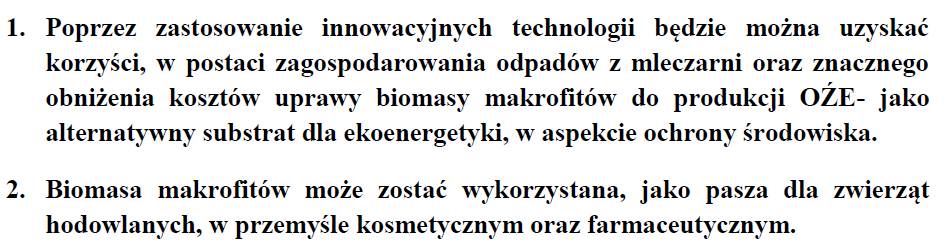 1. Poprzez zastosowanie innowacyjnych technologii będzie można uzyskać
korzyści, w postaci zagospodarowania odpadów z mleczarni oraz znacznego
obniżenia kosztów uprawy biomasy makrofitów do produkcji OŹE- jako
alternatywny substrat dla ekoenergetyki, w aspekcie ochrony środowiska.
2. Biomasa makrofitów może zostać wykorzystana, jako pasza dla zwierząt
hodowlanych, w przemyśle kosmetycznym oraz farmaceutycznym.